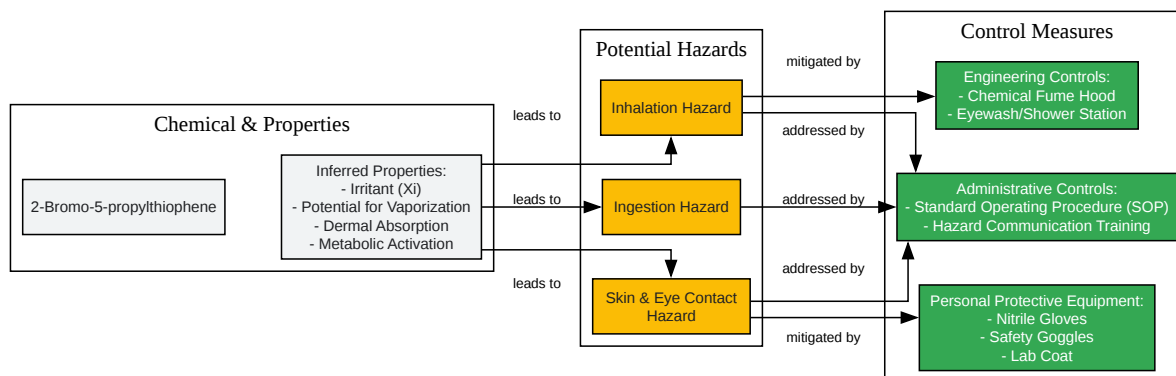 Chemical & Properties
2-Bromo-5-propylthiophene
Inferred Properties:
- Irritant (Xi)
- Potential for Vaporization
- Dermal Absorption
- Metabolic Activation
leads to
leads to
leads to
Potential Hazards
Inhalation Hazard
Ingestion Hazard
Skin & Eye Contact
Hazard
mitigated by
addressed by
addressed by
addressed by
mitigated by
Control Measures
Engineering Controls:
- Chemical Fume Hood
- Eyewash/Shower Station
Administrative Controls:
- Standard Operating Procedure (SOP)
- Hazard Communication Training
Personal Protective Equipment:
- Nitrile Gloves
- Safety Goggles
- Lab Coat